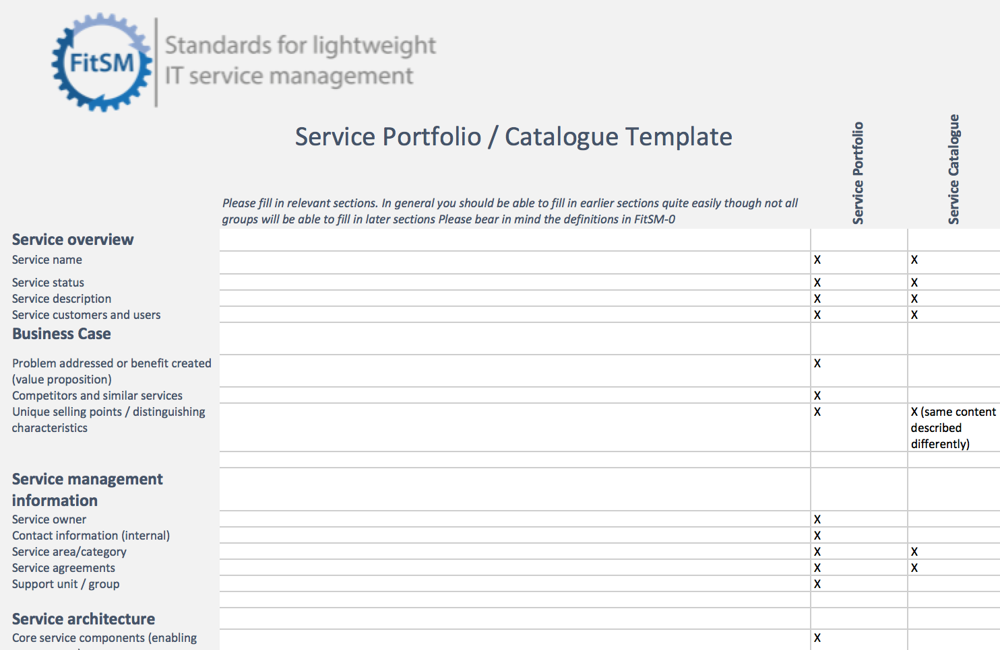 FitSM
Standards for lightweight
IT service management
Service Portfolio / Catalogue Template
Service Portfolio
Service Catalogue
Please fill in relevant sections. In general you should be able to fill in earlier sections quite easily though not all
groups will be able to fill in later sections Please bear in mind the definitions in FitSM-0
Service overview
Service name X X
Service status X X
Service description X X
Service customers and users X X
Business Case
Problem addressed or benefit created X
(value proposition)
Competitors and similar services X
Unique selling points / distinguishing X X (same content
characteristics described
differently)
Service management
information
Service owner X
Contact information (internal) X
Service area/category X X
Service agreements X X
Support unit / group X
Service architecture
Core service components (enabling X